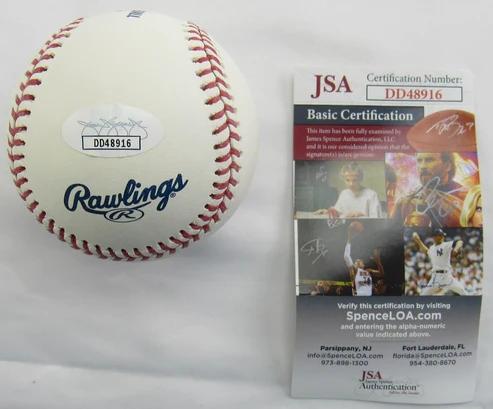 DD48916
Rawlings
R
JSA
Certification Number:
DD48916
Basic Certification
This item has been fully examined by
James Spence Authentication, LLC
and it is our considered opinion that the
signature(s) is/are genuine.
Verify this certification by visiting
SpenceLOA.com
and entering the alpha-numeric
value indicated above.
Parsippany, NJ
info@SpenceLOA.com
973-898-1300
Fort Lauderdale, FL
florida@SpenceLOA.com
954-380-8670
JSA
James Spence
Authentication